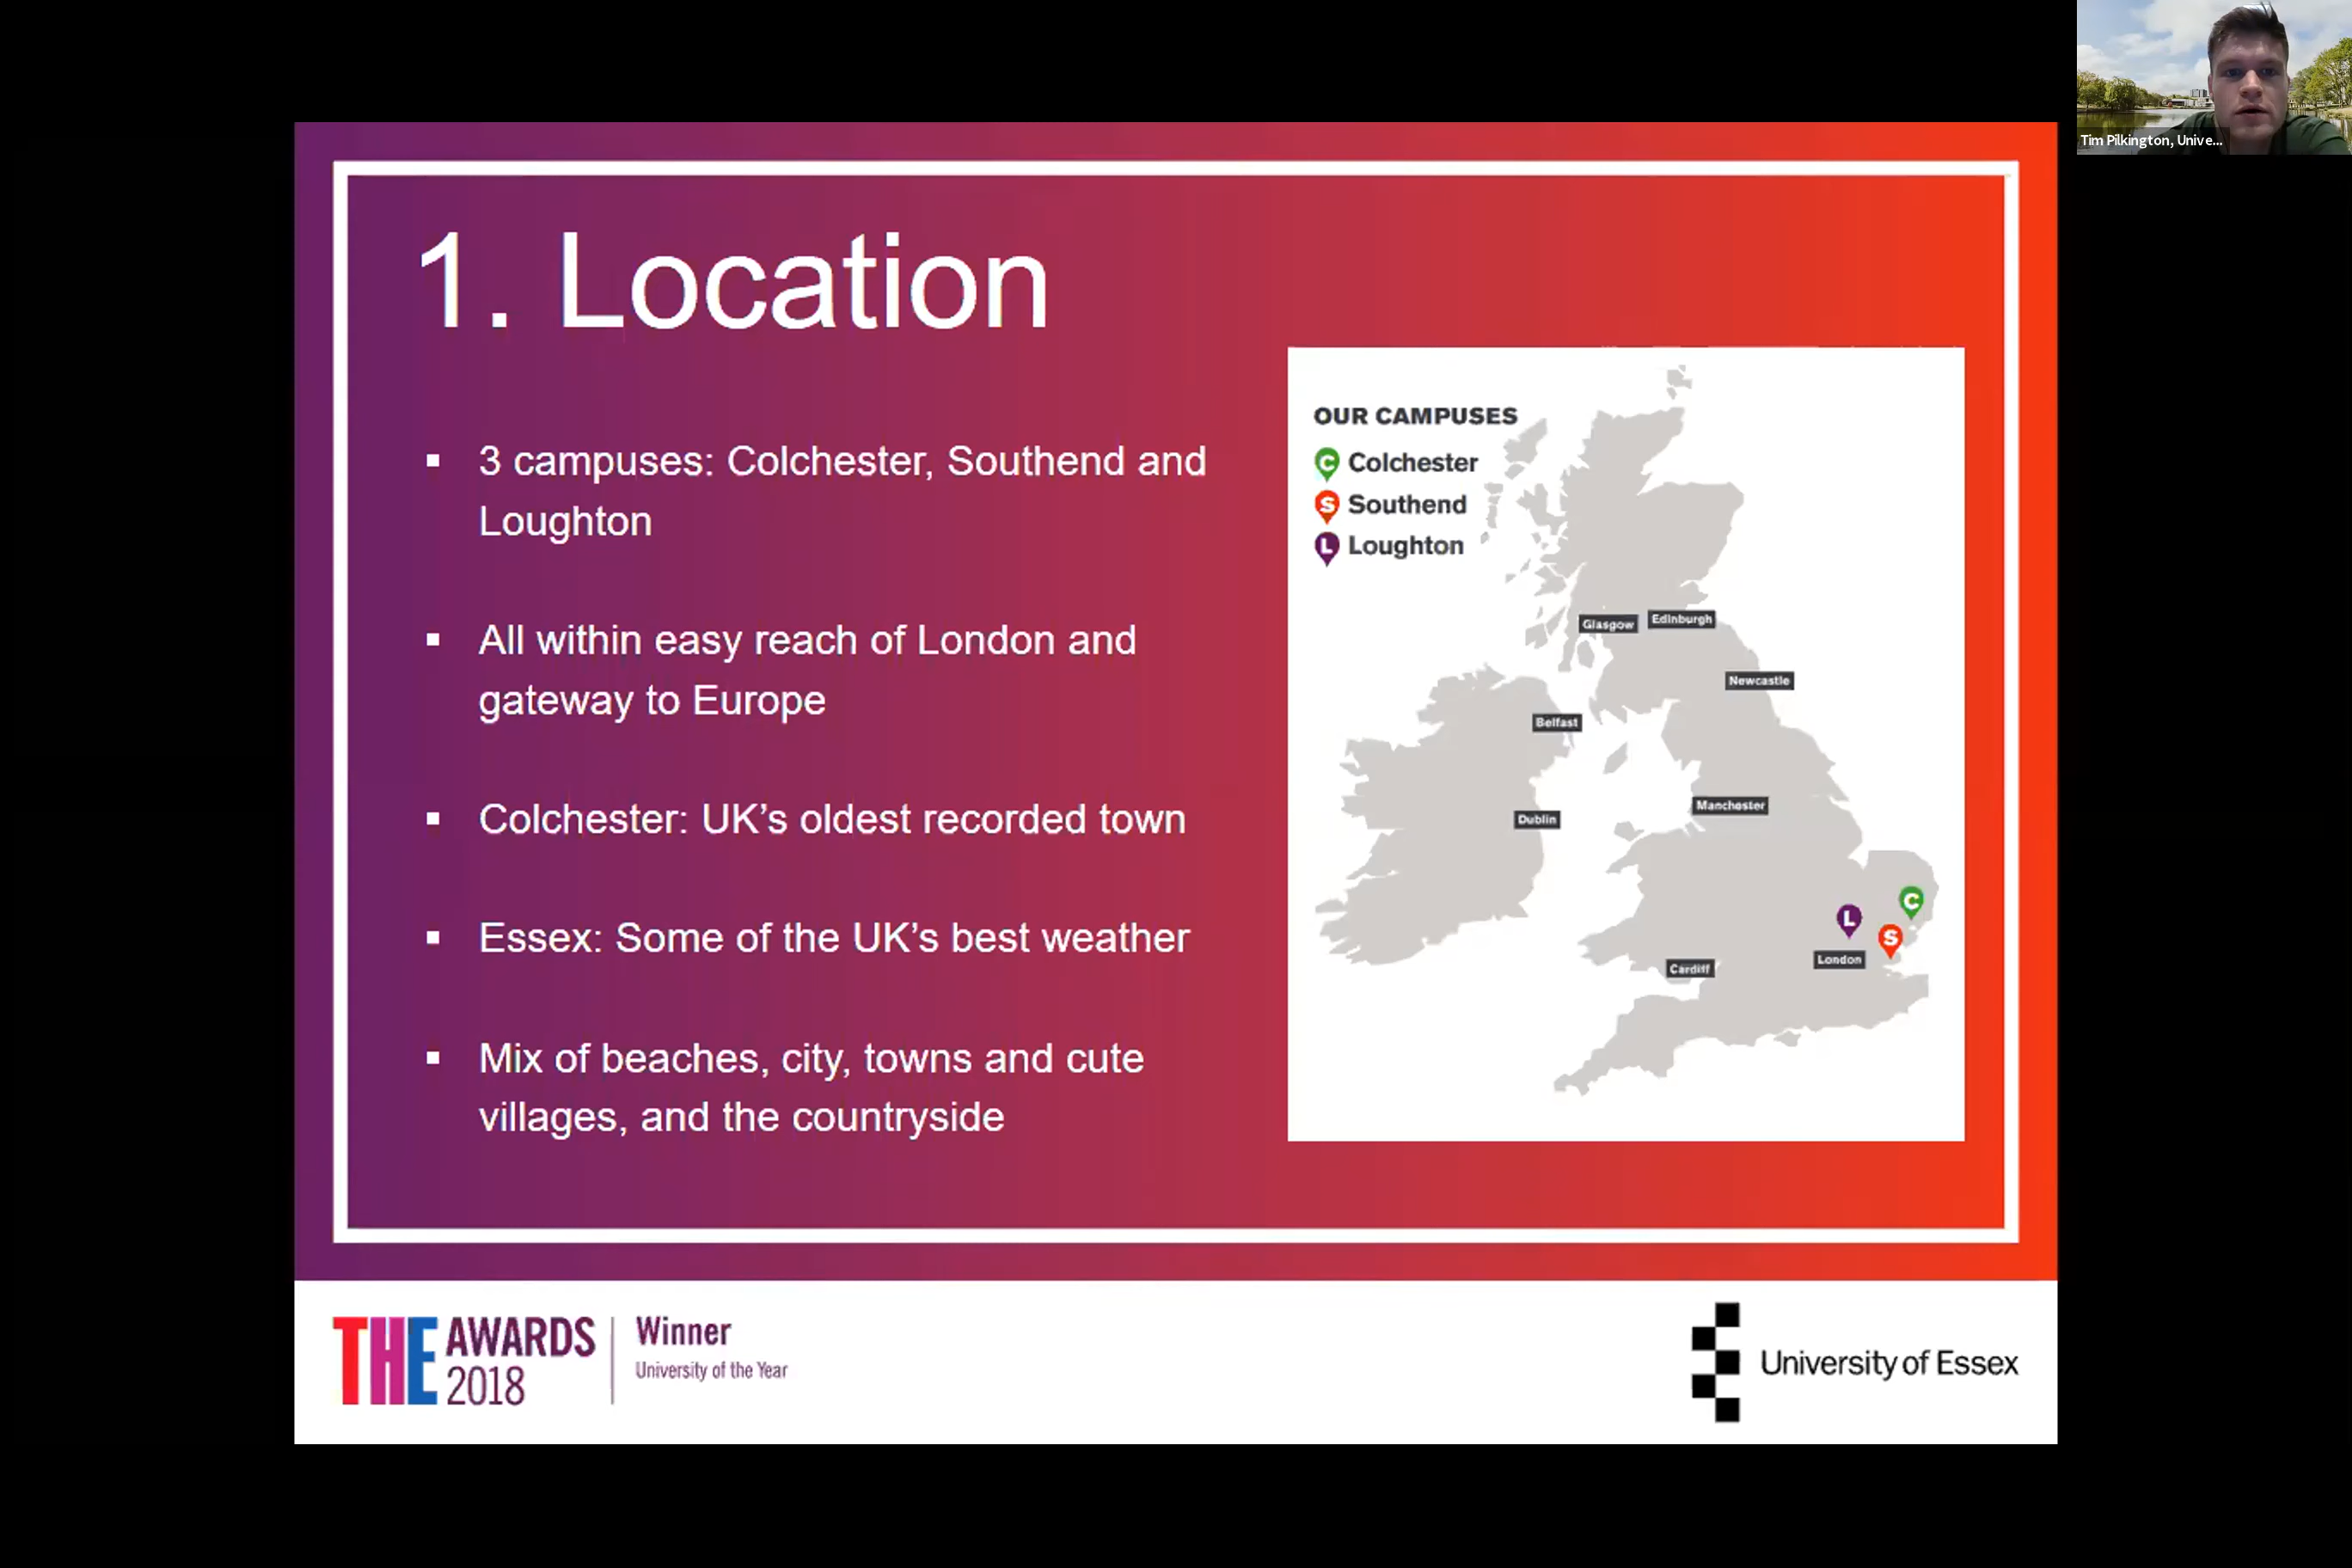 Tim Pilkington, Unive...
1. Location
▪ 3 campuses: Colchester, Southend and
Loughton
▪ All within easy reach of London and
gateway to Europe
▪ Colchester: UK's oldest recorded town
▪ Essex: Some of the UK's best weather
▪ Mix of beaches, city, towns and cute
villages, and the countryside
OUR CAMPUSES
C Colchester
S Southend
L Loughton
Glasgow
Edinburgh
Newcastle
Belfast
Manchester
Dublin
C
L
S
London
Cardiff
THE AWARDS
2018
Winner
University of the Year
University of Essex